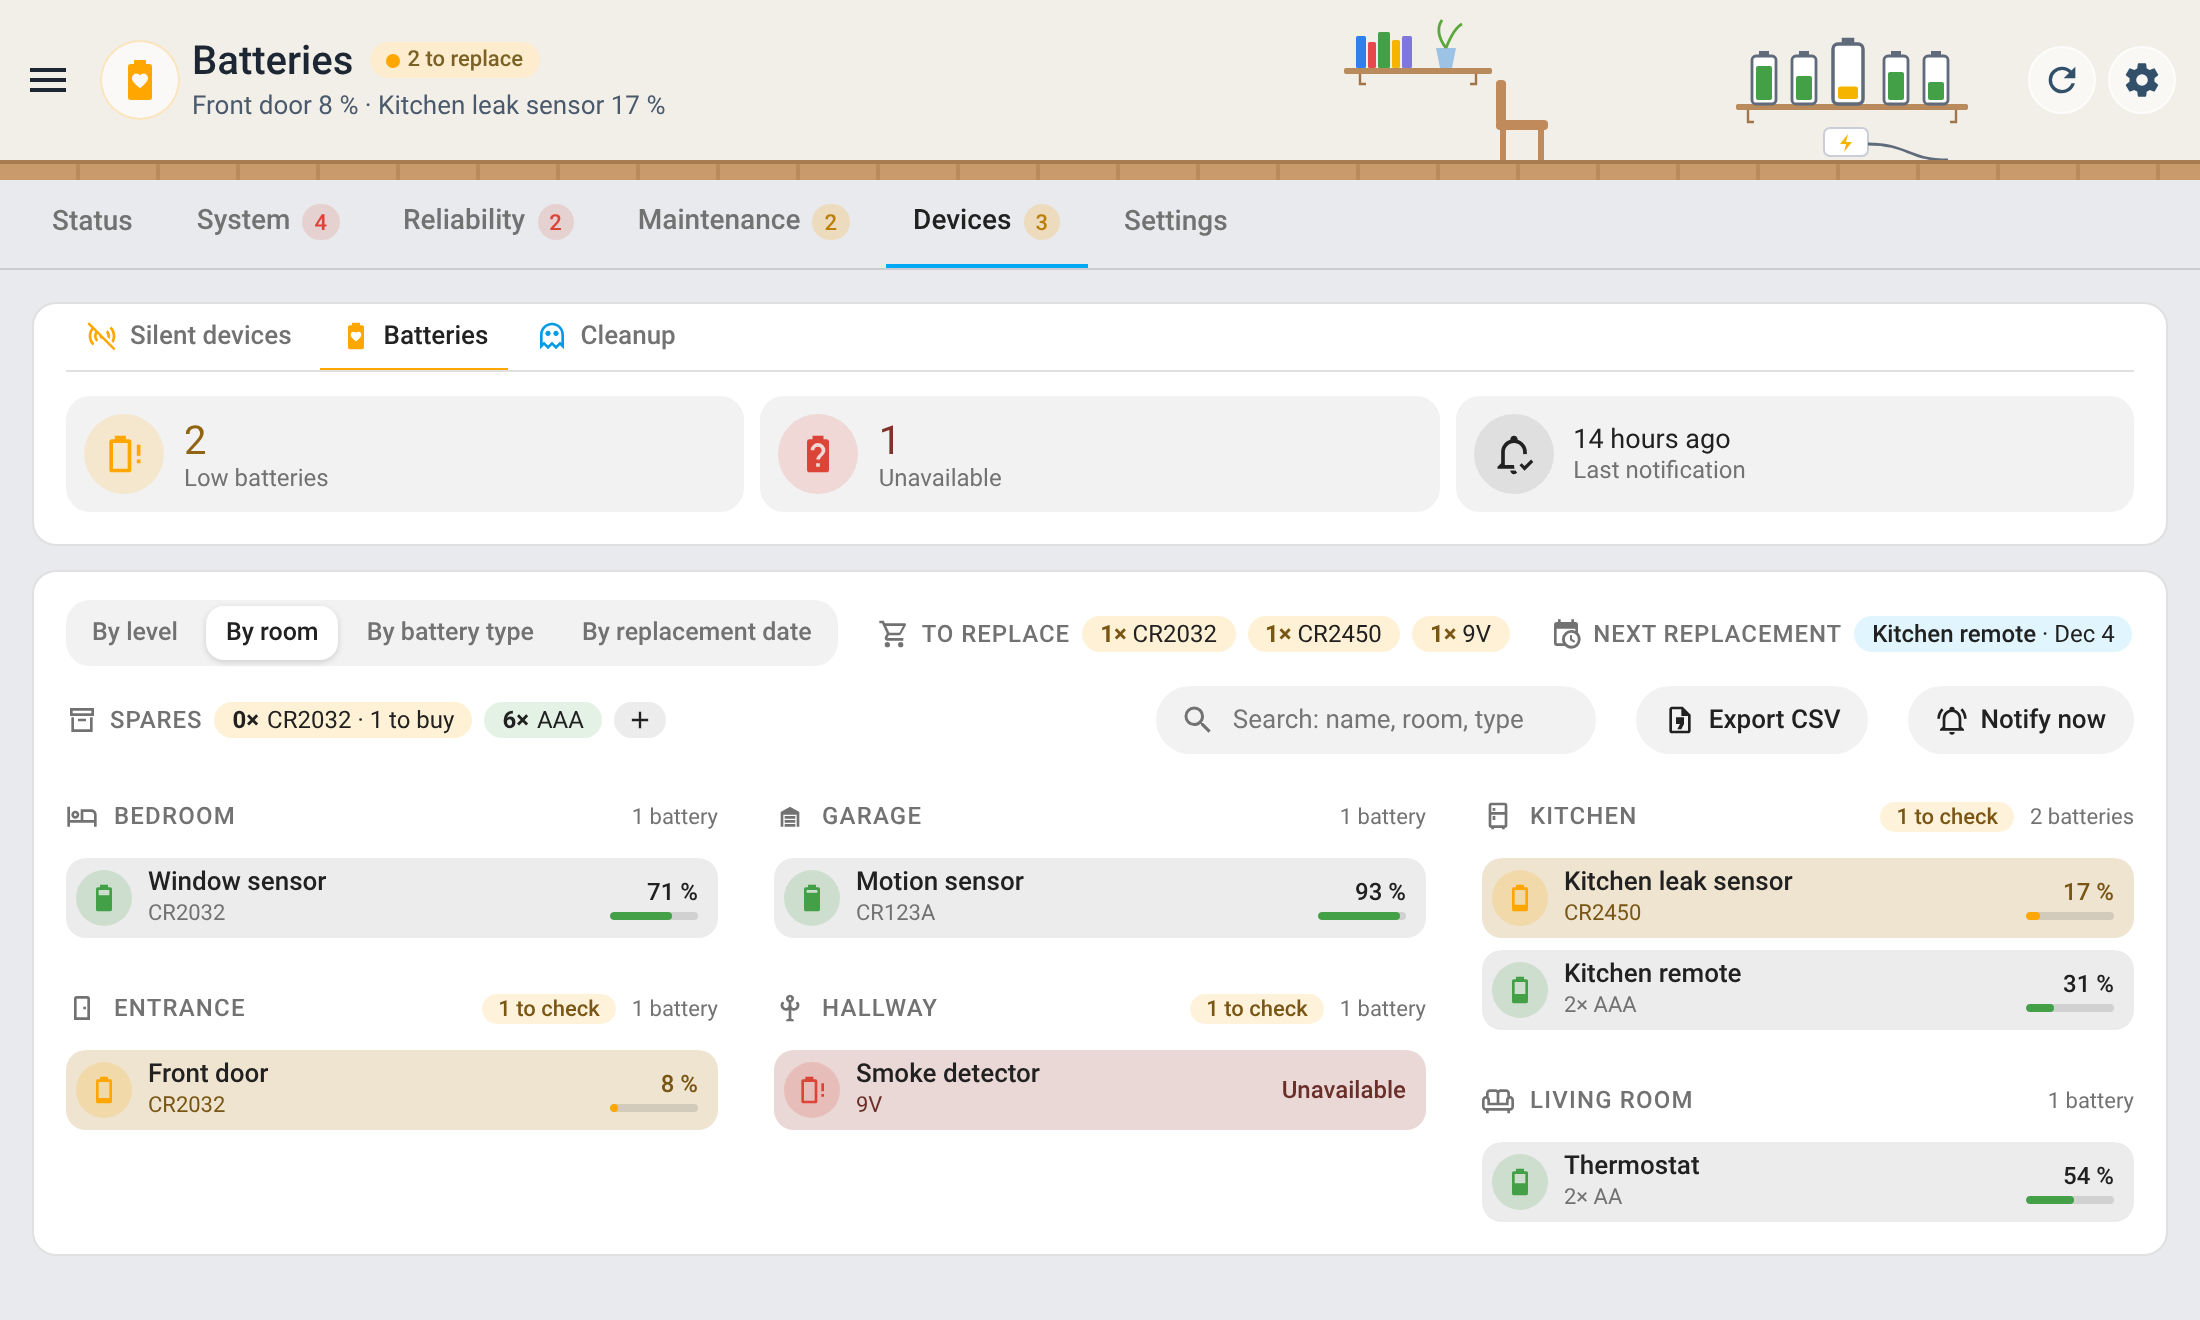 Batteries
2 to replace
Front door 8 % · Kitchen leak sensor 17 %
Status
System 4
Reliability 2
Maintenance 2
Devices 3
Settings
Silent devices
Batteries
Cleanup
2
Low batteries
1
Unavailable
14 hours ago
Last notification
By level
By room
By battery type
By replacement date
TO REPLACE 1× CR2032 1× CR2450 1× 9V
NEXT REPLACEMENT Kitchen remote · Dec 4
SPARES 0× CR2032 · 1 to buy 6× AAA +
Search: name, room, type
Export CSV
Notify now
BEDROOM 1 battery
Window sensor
CR2032
71 %
ENTRANCE 1 to check 1 battery
Front door
CR2032
8 %
GARAGE 1 battery
Motion sensor
CR123A
93 %
HALLWAY 1 to check 1 battery
Smoke detector
9V
Unavailable
KITCHEN 1 to check 2 batteries
Kitchen leak sensor
CR2450
17 %
Kitchen remote
2× AAA
31 %
LIVING ROOM 1 battery
Thermostat
2× AA
54 %